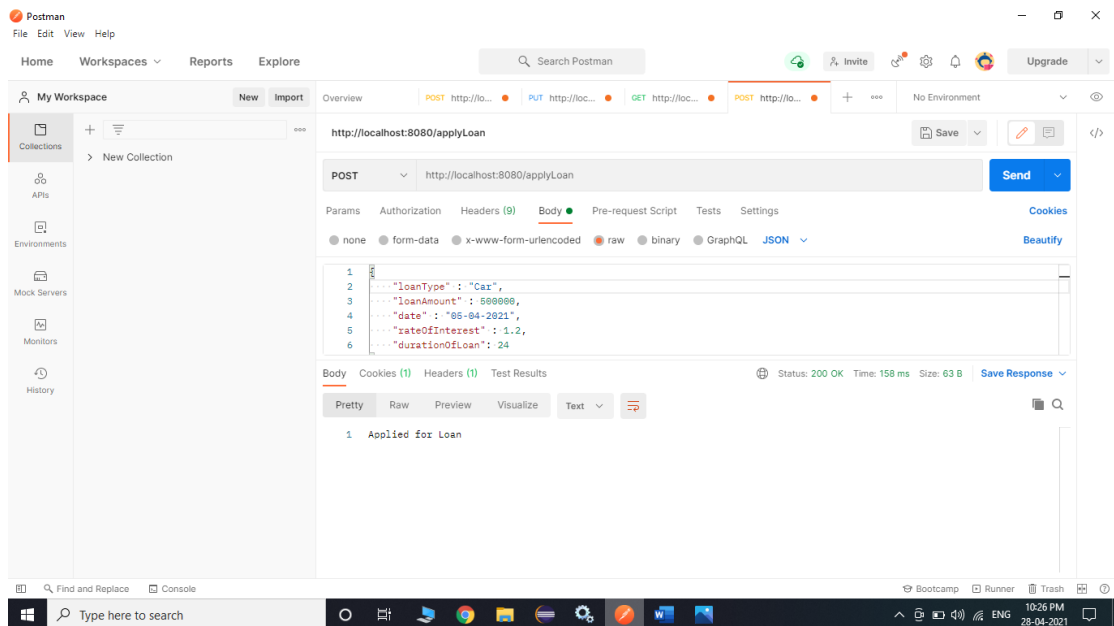 Postman
File Edit View Help
Home Workspaces Reports Explore Search Postman Invite Upgrade
My Workspace New Import Overview POST http://lo... PUT http://loc... GET http://loc... POST http://lo... No Environment
Collections
APIs
Environments
Mock Servers
Monitors
History
New Collection
http://localhost:8080/applyLoan Save
POST http://localhost:8080/applyLoan Send
Params Authorization Headers (9) Body Pre-request Script Tests Settings Cookies
none form-data x-www-form-urlencoded raw binary GraphQL JSON Beautify
1 {
2 "loanType" : "Car",
3 "loanAmount" : 500000,
4 "date" : "05-04-2021",
5 "rateOfInterest" : 1.2,
6 "durationOfLoan": 24
Body Cookies (1) Headers (1) Test Results Status: 200 OK Time: 158 ms Size: 63 B Save Response
Pretty Raw Preview Visualize Text
1 Applied for Loan
Find and Replace Console Bootcamp Runner Trash
Type here to search ENG 10:26 PM
28-04-2021